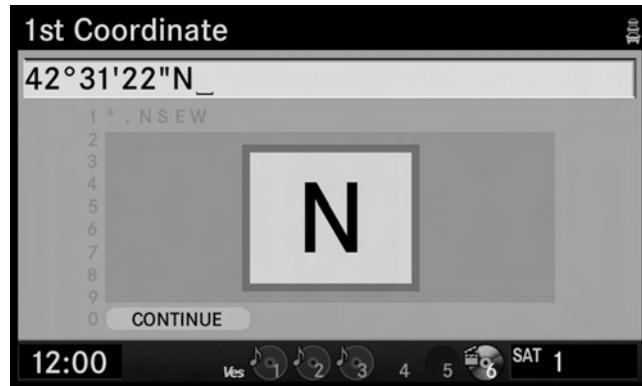 1st Coordinate
42°31'22"N_
1 ° . N S E W
2
3
4
5
6
7
8
9
0 CONTINUE
N
12:00 Ves 1 2 3 4 5 6 SAT 1